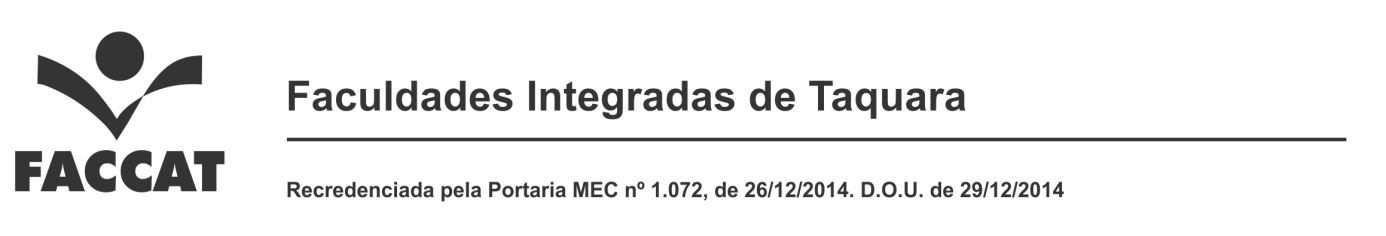 Faculdades Integradas de Taquara
FACCAT
Recredenciada pela Portaria MEC nº 1.072, de 26/12/2014. D.O.U. de 29/12/2014